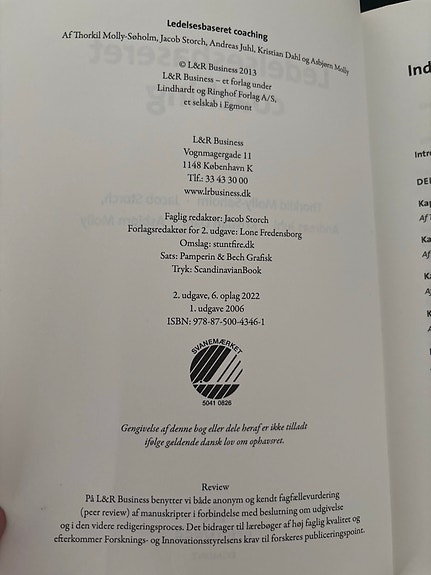 Ledelsesbaseret coaching
Af Thorkil Molly-Søholm, Jacob Storch, Andreas Juhl, Kristian Dahl og Asbjørn Molly
© L&R Business 2013
L&R Business – et forlag under
Lindhardt og Ringhof Forlag A/S,
et selskab i Egmont
L&R Business
Vognmagergade 11
1148 København K
Tlf.: 33 43 30 00
www.lrbusiness.dk
Faglig redaktør: Jacob Storch
Forlagsredaktør for 2. udgave: Lone Fredensborg
Omslag: stuntfire.dk
Sats: Pamperin & Bech Grafisk
Tryk: ScandinavianBook
2. udgave, 6. oplag 2022
1. udgave 2006
ISBN: 978-87-500-4346-1
SVANEMÆRKET
5041 0826
Gengivelse af denne bog eller dele heraf er ikke tilladt
ifølge gældende dansk lov om ophavsret.
Review
På L&R Business benytter vi både anonym og kendt fagfællevurdering
(peer review) af manuskripter i forbindelse med beslutning om udgivelse
og i den videre redigeringsproces. Det bidrager til lærebøger af høj faglig kvalitet og
efterkommer Forsknings- og Innovationsstyrelsens krav til forskeres publiceringspoint.
Ind
Intro
DEL
Ka
Af
Ka
Af